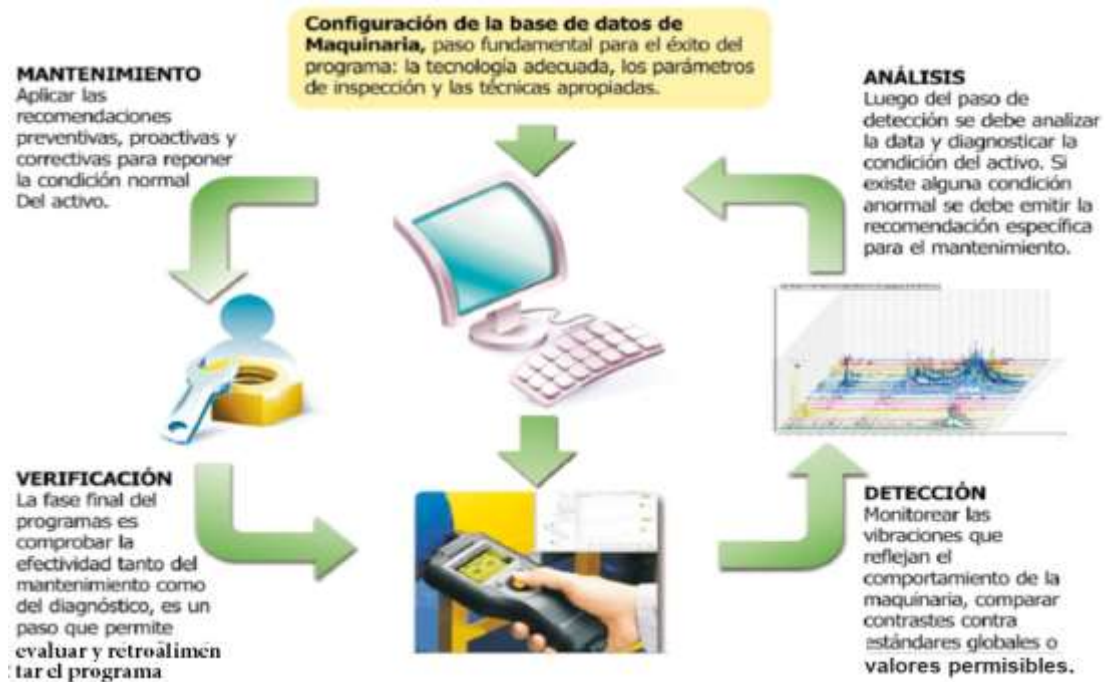 Configuración de la base de datos de
Maquinaria, paso fundamental para el éxito del
programa: la tecnología adecuada, los parámetros
de inspección y las técnicas apropiadas.
MANTENIMIENTO
Aplicar las
recomendaciones
preventivas, proactivas y
correctivas para reponer
la condición normal
Del activo.
ANÁLISIS
Luego del paso de
detección se debe analizar
la data y diagnosticar la
condición del activo. Si
existe alguna condición
anormal se debe emitir la
recomendación específica
para el mantenimiento.
VERIFICACIÓN
La fase final del
programas es
comprobar la
efectividad tanto del
mantenimiento como
del diagnóstico, es un
paso que permite
evaluar y retroalimen
tar el programa
DETECCIÓN
Monitorear las
vibraciones que
reflejan el
comportamiento de la
maquinaria, comparar
contrastes contra
estándares globales o
valores permisibles.